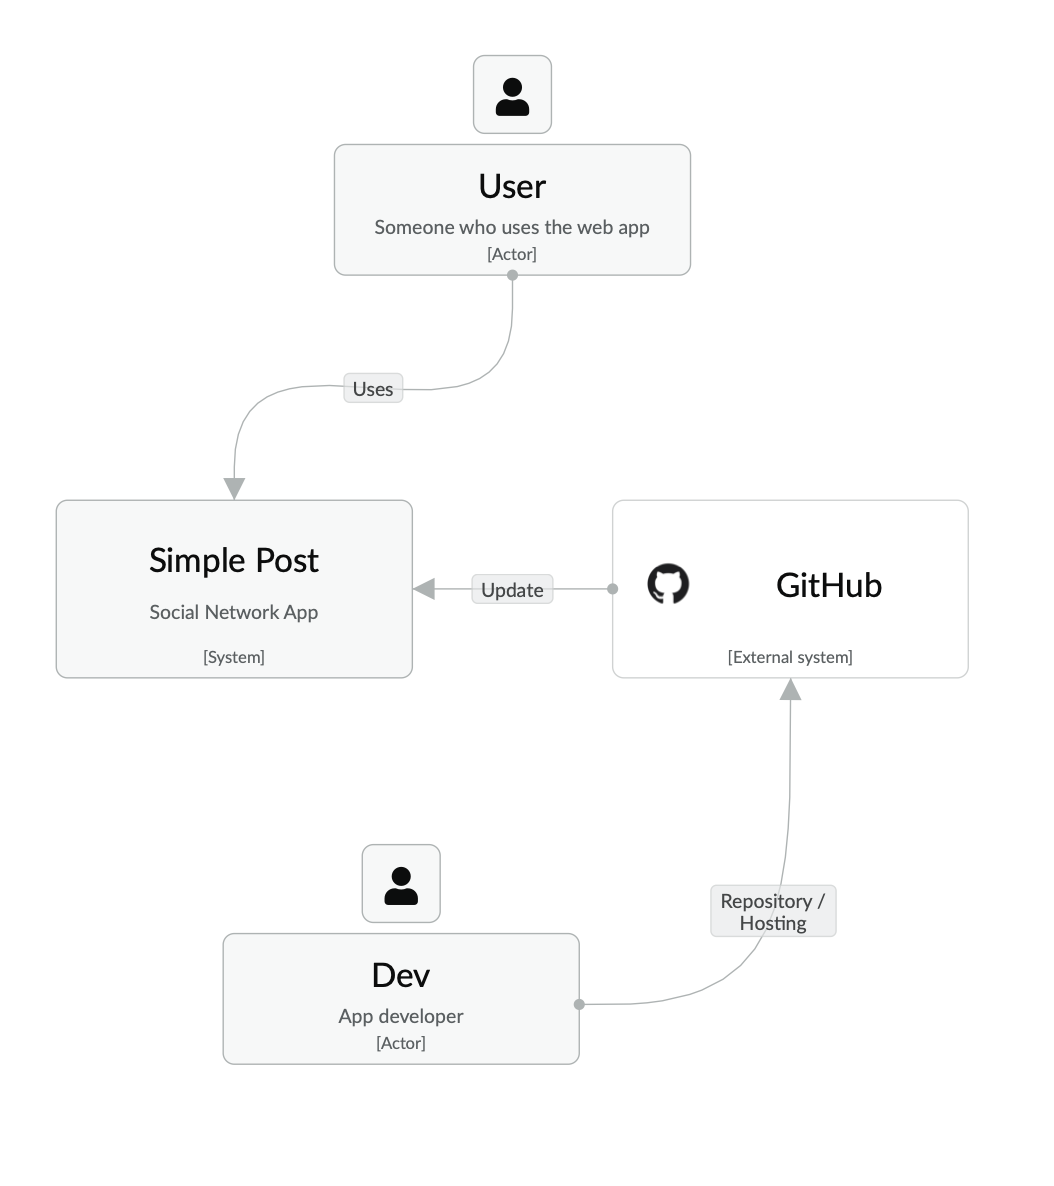 User
Someone who uses the web app
[Actor]
Uses
Simple Post
Social Network App
[System]
Update
GitHub
[External system]
Repository /
Hosting
Dev
App developer
[Actor]